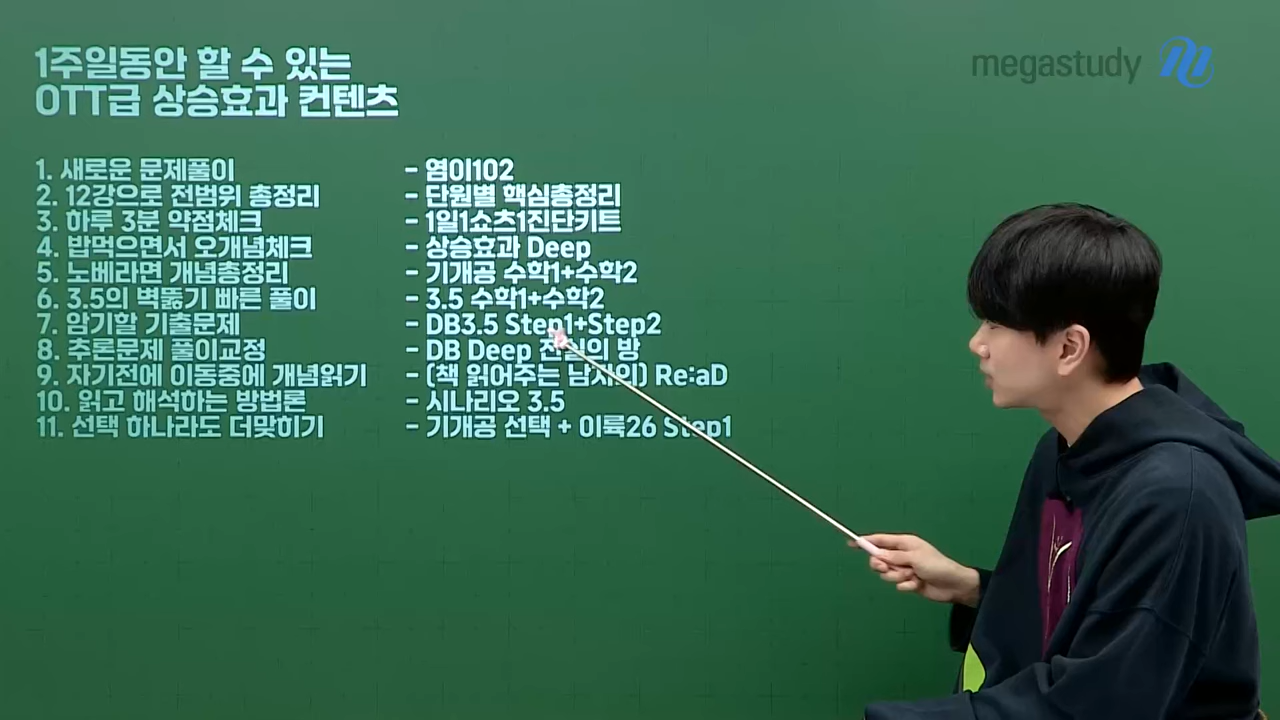 1주일동안 할 수 있는
OTT급 상승효과 컨텐츠
megastudy
1. 새로운 문제풀이 - 염이102
2. 12강으로 전범위 총정리 - 단원별 핵심총정리
3. 하루 3분 약점체크 - 1일1쇼츠1진단키트
4. 밥먹으면서 오개념체크 - 상승효과 Deep
5. 노베라면 개념총정리 - 기개공 수학1+수학2
6. 3.5의 벽뚫기 빠른 풀이 - 3.5 수학1+수학2
7. 암기할 기출문제 - DB3.5 Step1+Step2
8. 추론문제 풀이교정 - DB Deep 진실의 방
9. 자기전에 이동중에 개념읽기 - (책 읽어주는 남자의) Re:aD
10. 읽고 해석하는 방법론 - 시나리오 3.5
11. 선택 하나라도 더맞히기 - 기개공 선택 + 이륙26 Step1